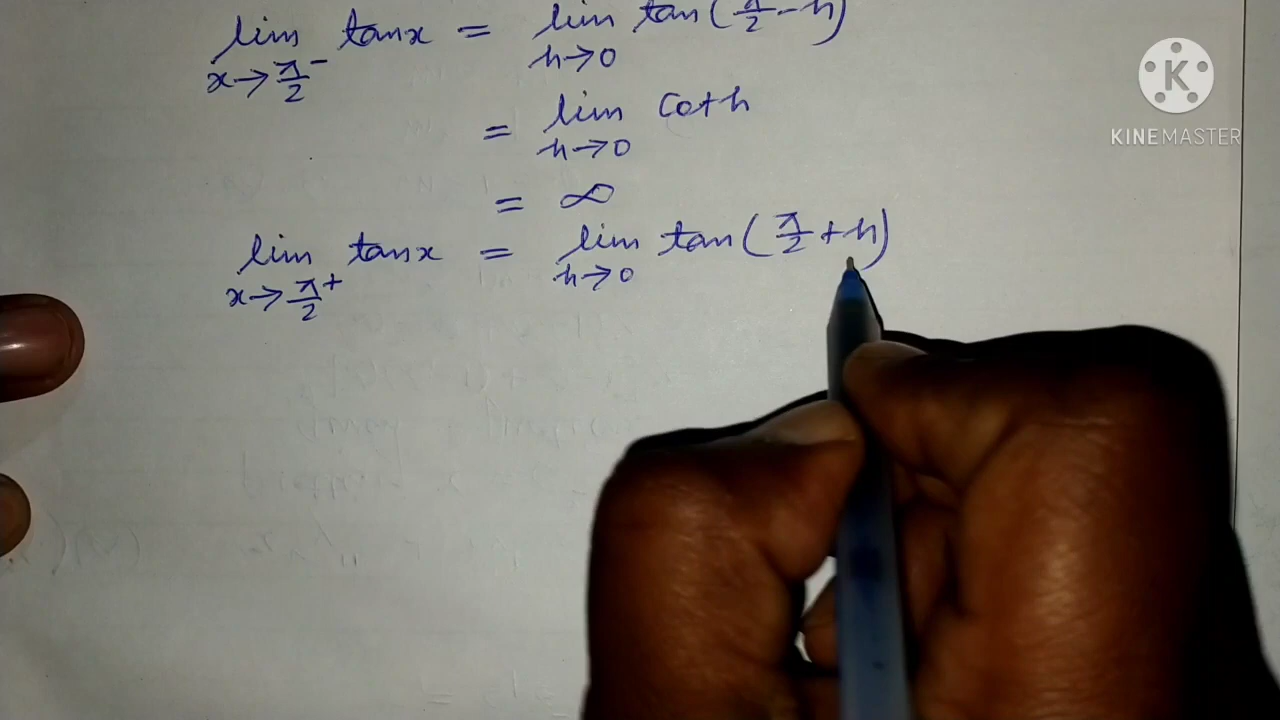 lim x→π/2⁻ tanx = lim h→0 tan(π/2-h)
= lim h→0 coth
= ∞
lim x→π/2⁺ tanx = lim h→0 tan(π/2+h)
K
KINEMASTER